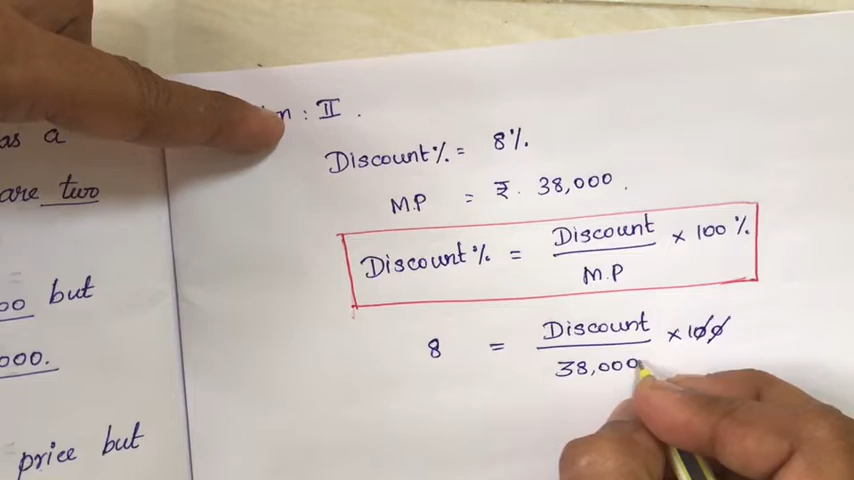 : II .
Discount % = 8 %.
M.P = ₹. 38,000 .
Discount % = Discount / M.P × 100 %
8 = Discount / 38,000 × 100
as a
are two
00 but
000.
price but